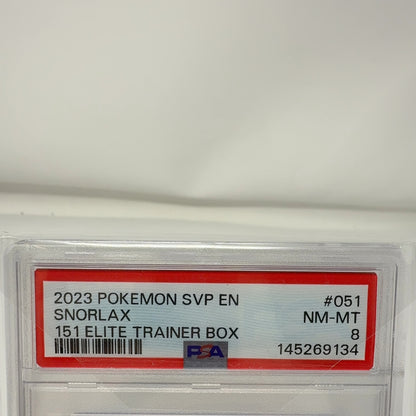 2023 POKEMON SVP EN #051
SNORLAX NM-MT
151 ELITE TRAINER BOX 8
PSA 145269134